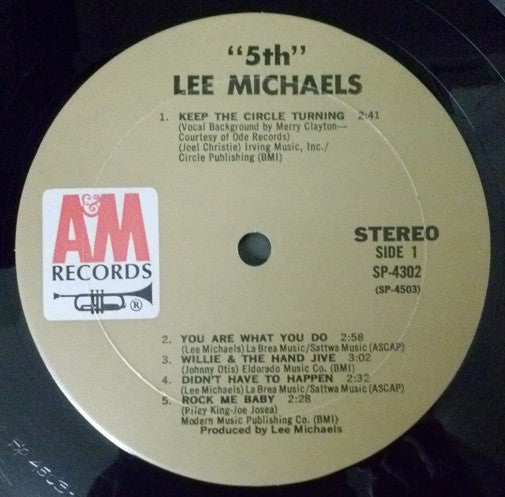 "5th"
LEE MICHAELS
1. KEEP THE CIRCLE TURNING 2:41
(Vocal Background by Merry Clayton—
Courtesy of Ode Records)
(Joel Christie) Irving Music, Inc./
Circle Publishing (BMI)
A&M
RECORDS
®
STEREO
SIDE 1
SP-4302
(SP-4503)
2. YOU ARE WHAT YOU DO 2:58
(Lee Michaels) La Brea Music/Sattwa Music (ASCAP)
3. WILLIE & THE HAND JIVE 3:02
(Johnny Otis) Eldorado Music Co. (BMI)
4. DIDN'T HAVE TO HAPPEN 2:32
(Lee Michaels) La Brea Music/Sattwa Music (ASCAP)
5. ROCK ME BABY 2:28
(Riley King-Joe Josea)
Modern Music Publishing Co. (BMI)
Produced by Lee Michaels